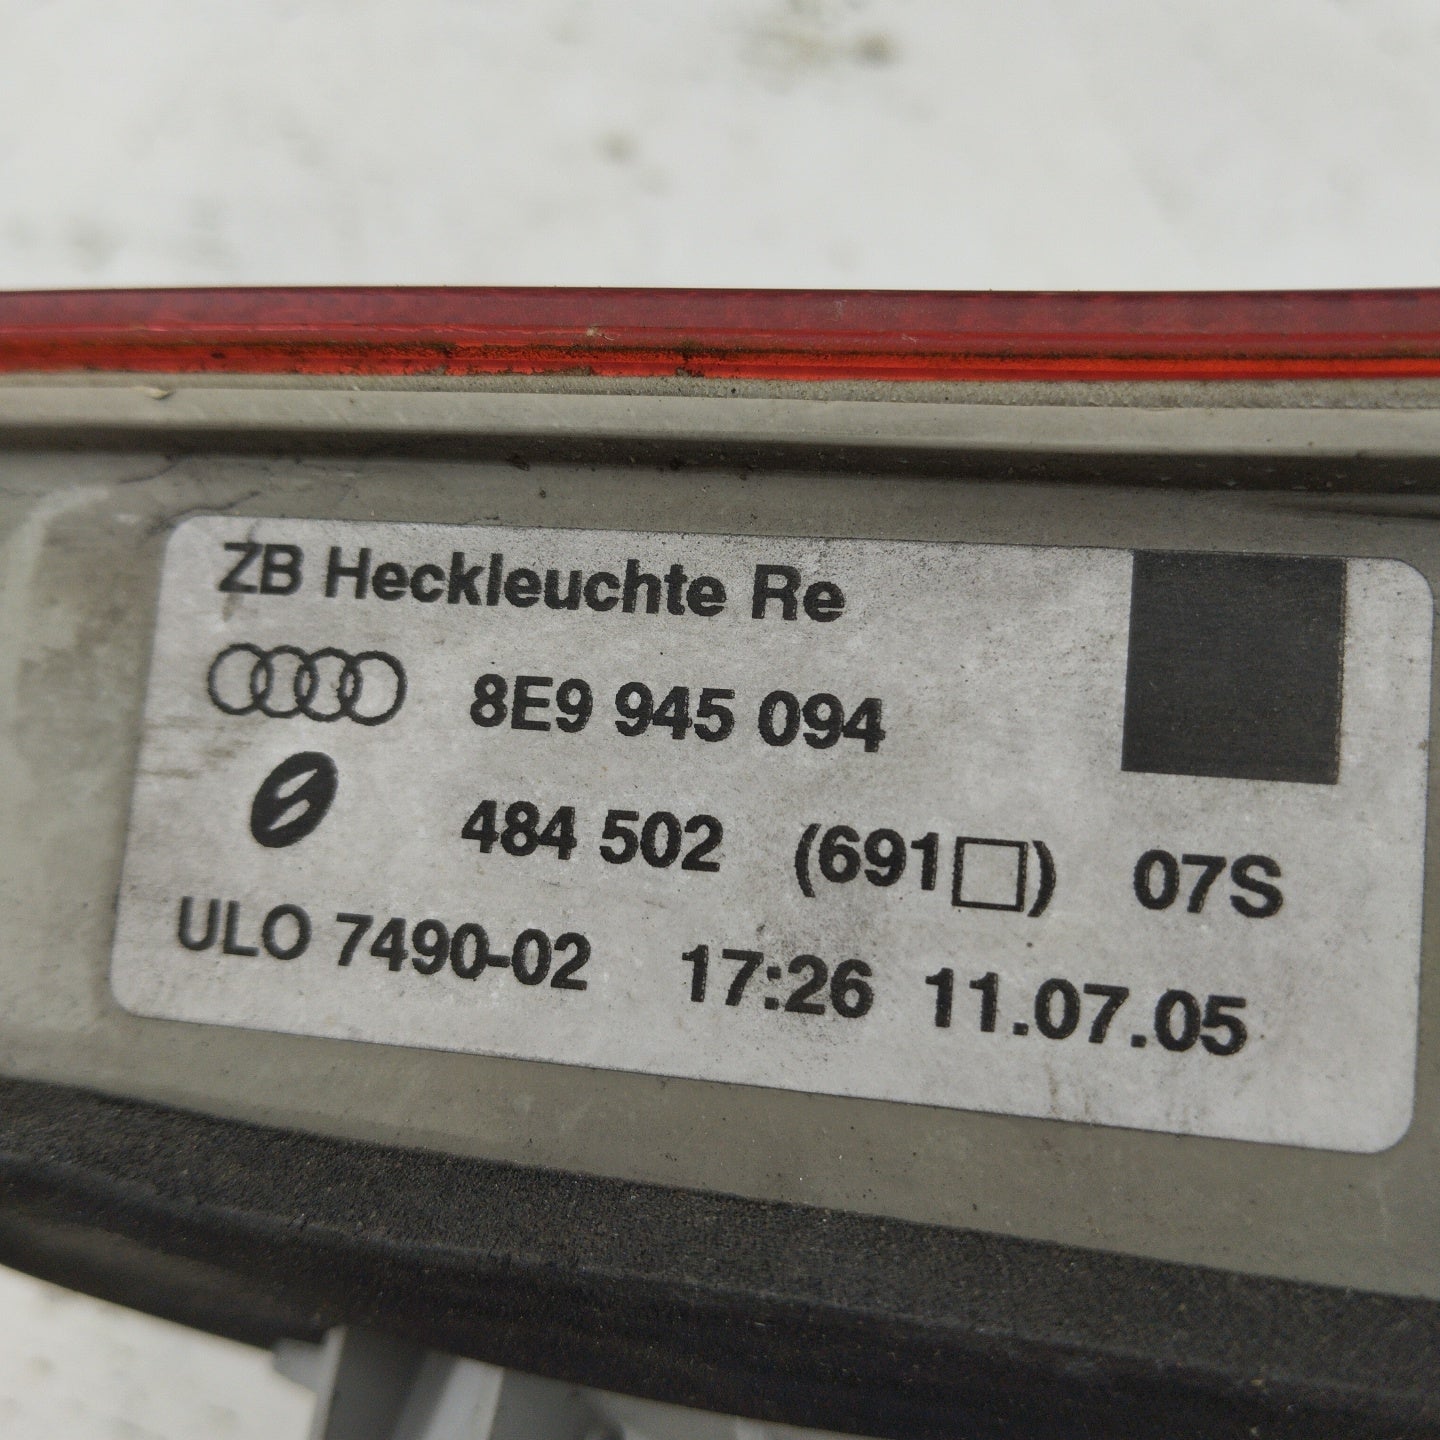 ZB Heckleuchte Re
8E9 945 094
484 502 (691□) 07S
ULO 7490-02 17:26 11.07.05